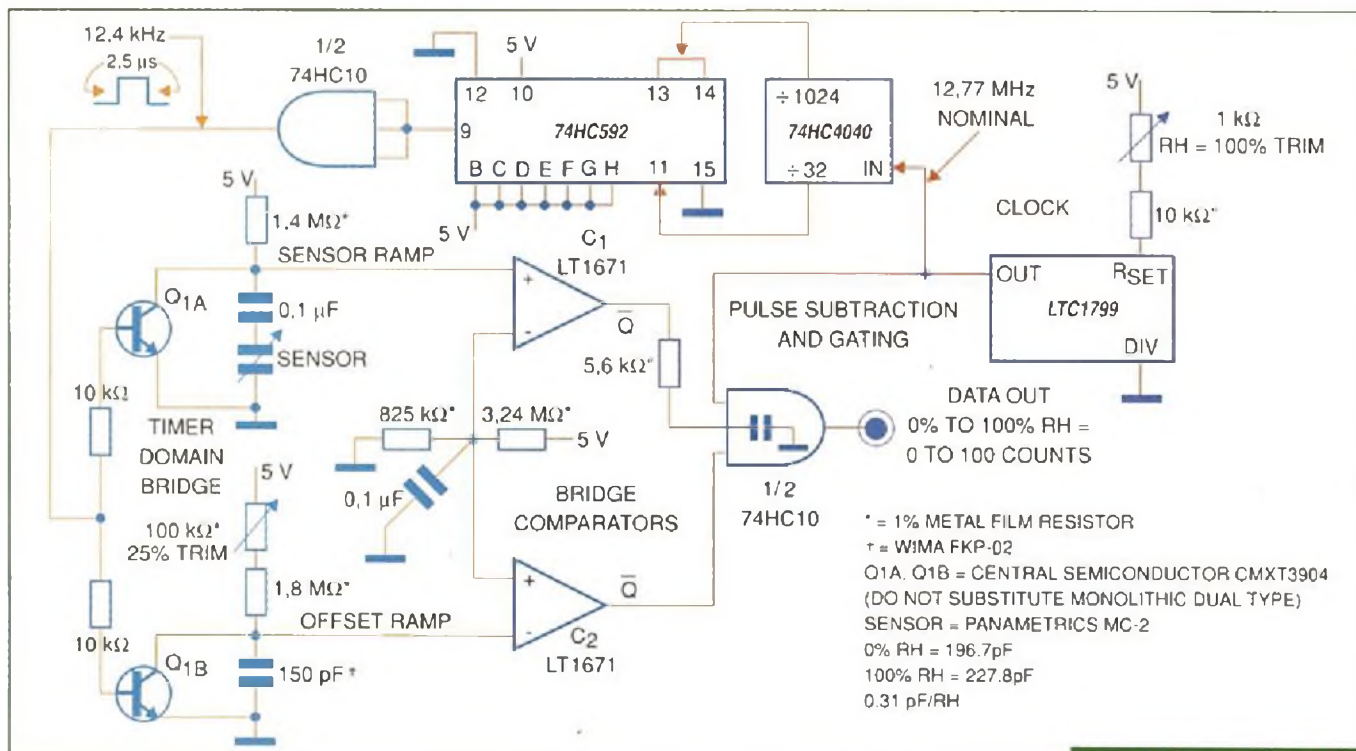 12.4 kHz
2.5 µs
1/2
74HC10
5 V
12
10
13
14
9
74HC592
B C D E F G H
11
15
5 V
÷1024
74HC4040
÷32
IN
12,77 MHz
NOMINAL
5 V
1 kΩ
RH = 100% TRIM
10 kΩ*
CLOCK
OUT
RSET
LTC1799
DIV
5 V
1,4 MΩ*
SENSOR RAMP
Q1A
0,1 µF
SENSOR
10 kΩ
TIMER
DOMAIN
BRIDGE
C1
LT1671
+
-
Q̅
5,6 kΩ*
PULSE SUBTRACTION
AND GATING
825 kΩ*
3,24 MΩ*
5 V
0,1 µF
BRIDGE
COMPARATORS
DATA OUT
0% TO 100% RH =
0 TO 100 COUNTS
1/2
74HC10
5 V
100 kΩ*
25% TRIM
1,8 MΩ*
OFFSET RAMP
10 kΩ
Q1B
150 pF †
+
-
Q̅
C2
LT1671
* = 1% METAL FILM RESISTOR
† = WIMA FKP-02
Q1A, Q1B = CENTRAL SEMICONDUCTOR CMXT3904
(DO NOT SUBSTITUTE MONOLITHIC DUAL TYPE)
SENSOR = PANAMETRICS MC-2
0% RH = 196.7pF
100% RH = 227.8pF
0.31 pF/RH